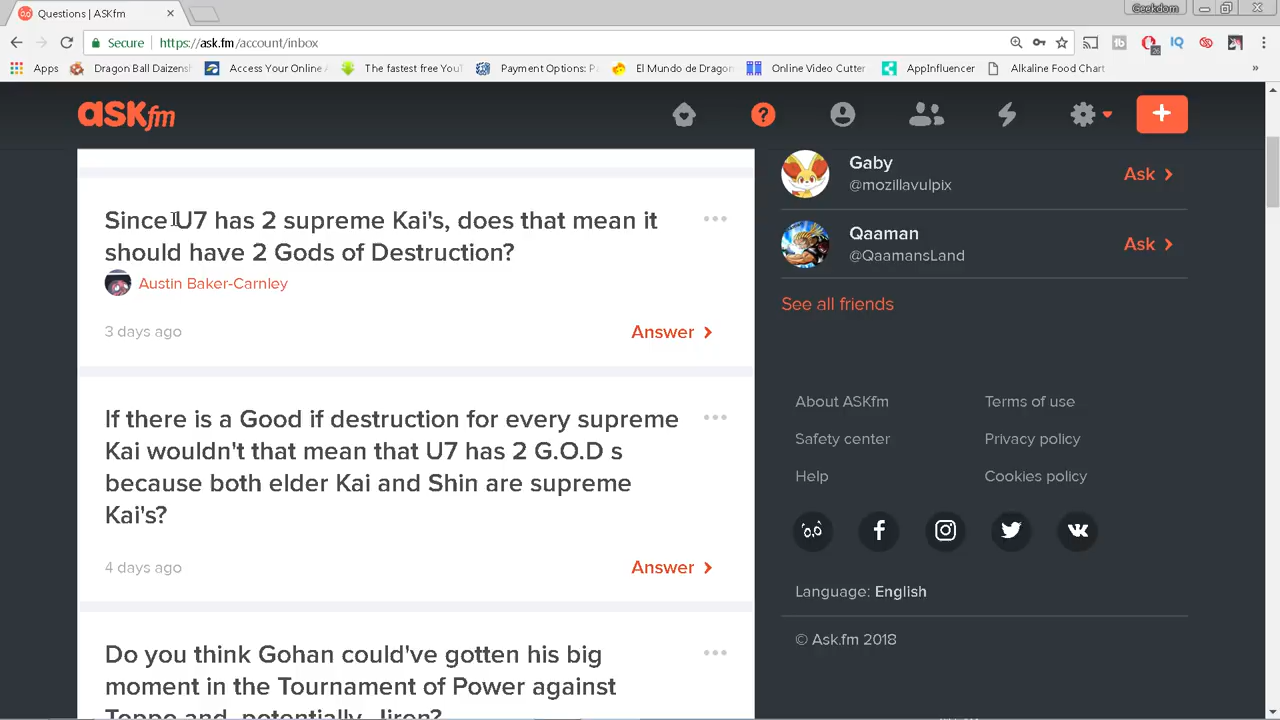 Questions | ASKfm
Geekdom
Secure
https://ask.fm/account/inbox
Apps
Dragon Ball Daizens
Access Your Online A
The fastest free YouT
Payment Options: P
El Mundo de Dragon
Online Video Cutter
AppInfluencer
Alkaline Food Chart
»
ASKfm
Since U7 has 2 supreme Kai's, does that mean it
should have 2 Gods of Destruction?
Austin Baker-Carnley
3 days ago
Answer
If there is a Good if destruction for every supreme
Kai wouldn't that mean that U7 has 2 G.O.D s
because both elder Kai and Shin are supreme
Kai's?
4 days ago
Answer
Do you think Gohan could've gotten his big
moment in the Tournament of Power against
Toppo and, potentially, Jiren?
Gaby
@mozillavulpix
Ask
Qaaman
@QaamansLand
Ask
See all friends
About ASKfm
Terms of use
Safety center
Privacy policy
Help
Cookies policy
Language: English
© Ask.fm 2018